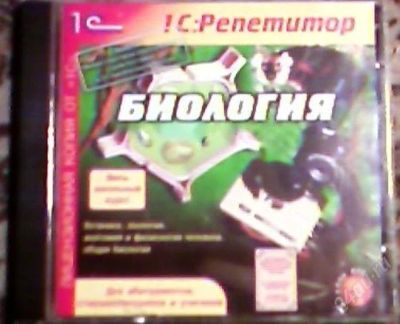 1С
1С:Репетитор
БИОЛОГИЯ
ЛИЦЕНЗИОННАЯ КОПИЯ ОТ «1С»
Весь
школьный
курс
Ботаника, зоология,
анатомия и физиология человека,
общая биология
Для абитуриентов,
старшеклассников и учителей